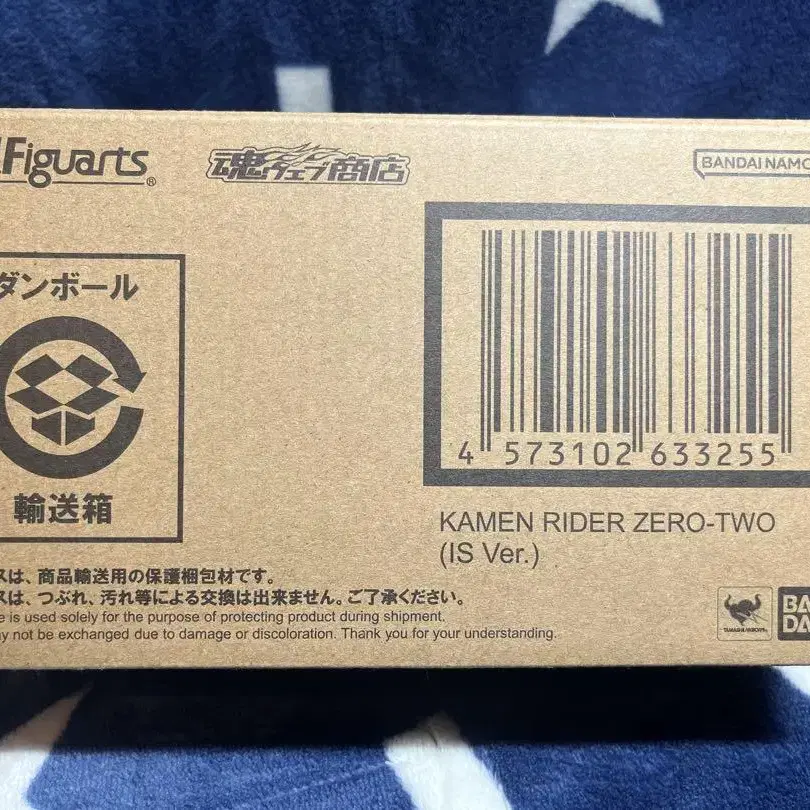 Figuarts®
魂ウェブ商店
BANDAI NAMCO
ダンボール
輸送箱
4 573102 633255
KAMEN RIDER ZERO-TWO
(IS Ver.)
スは、商品輸送用の保護梱包材です。
スは、つぶれ、汚れ等による交換は出来ません。ご了承ください。
e is used solely for the purpose of protecting product during shipment.
y not be exchanged due to damage or discoloration. Thank you for your understanding.
TAMASHII NATIONS
BAN
DAI